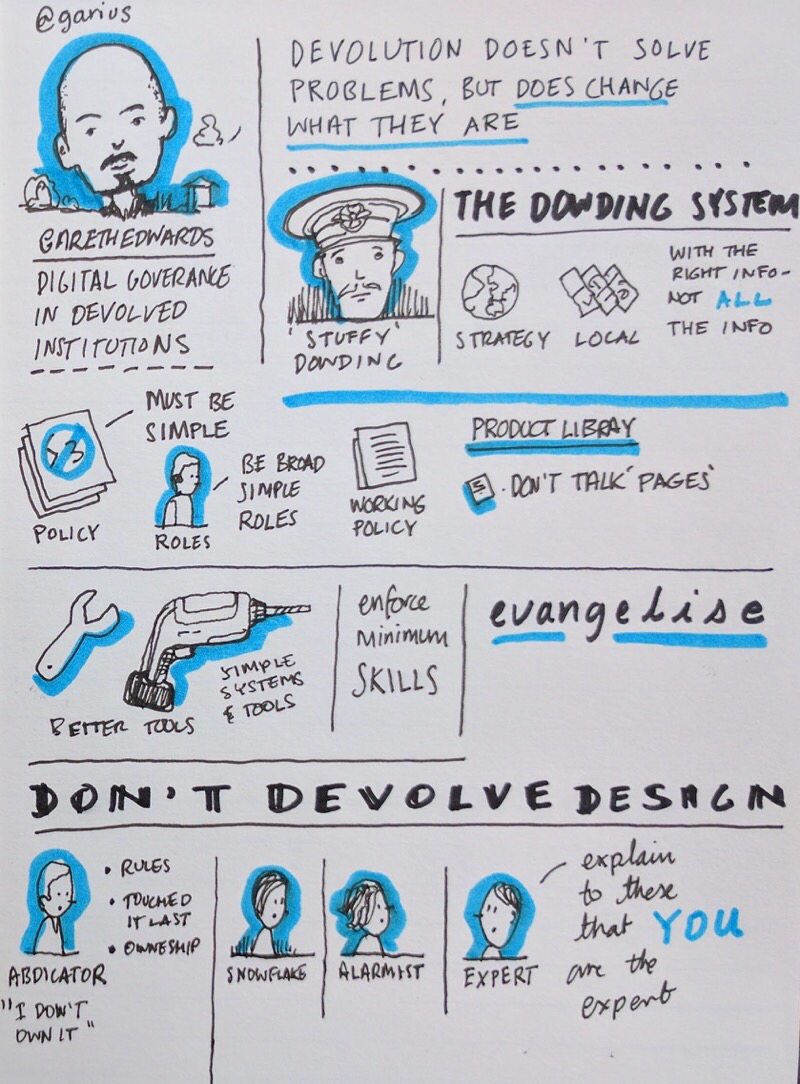 @garius
GARETHEDWARDS
DIGITAL GOVERANCE
IN DEVOLVED
INSTITUTIONS
DEVOLUTION DOESN'T SOLVE
PROBLEMS, BUT DOES CHANGE
WHAT THEY ARE
'STUFFY'
DOWDING
THE DOWDING SYSTEM
STRATEGY
LOCAL
WITH THE
RIGHT INFO-
NOT ALL
THE INFO
POLICY
MUST BE
SIMPLE
ROLES
BE BROAD
SIMPLE
ROLES
WORKING
POLICY
PRODUCT LIBRAY
. DON'T TALK 'PAGES'
BETTER TOOLS
SIMPLE
SYSTEMS
& TOOLS
enforce
MINIMUM
SKILLS
evangelise
DON'T DEVOLVE DESIGN
ABDICATOR
"I DON'T
OWN IT"
• RULES
• TOUCHED
IT LAST
• OWNESHIP
SNOWFLAKE
ALARMIST
EXPERT
explain
to these
that YOU
are the
expert